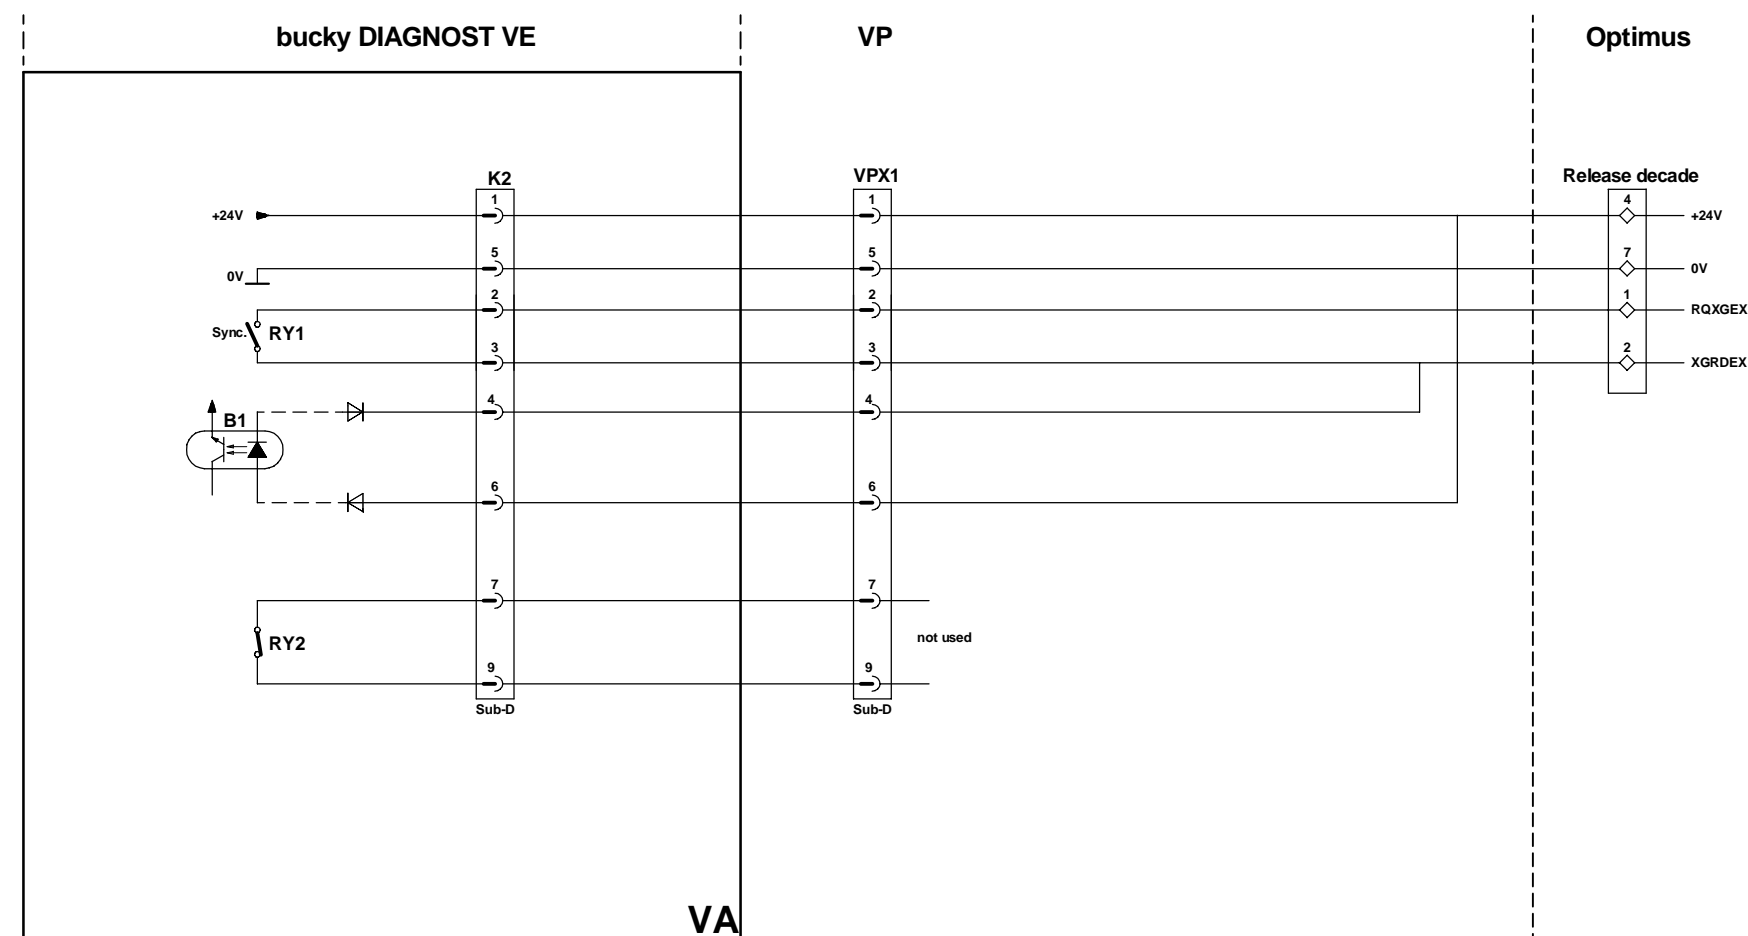 bucky DIAGNOST VE VP Optimus
K2 VPX1 Release decade
1 1 4
+24V +24V
5 5 7
0V 0V
2 2 1
RQXGEX
Sync. RY1
3 3 2
XGRDEX
4 4
B1
6 6
7 7
RY2 not used
9 9
Sub-D Sub-D
VA